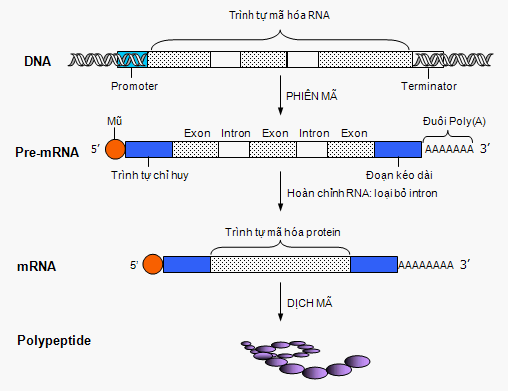 Trình tự mã hóa RNA
DNA
Promoter
Terminator
PHIÊN MÃ
Mũ
Đuôi Poly(A)
Exon Intron Exon Intron Exon
Pre-mRNA
5′
AAAAAAA 3′
Trình tự chỉ huy
Đoạn kéo dài
Hoàn chỉnh RNA: loại bỏ intron
Trình tự mã hóa protein
mRNA
5′
AAAAAAAA 3′
DỊCH MÃ
Polypeptide